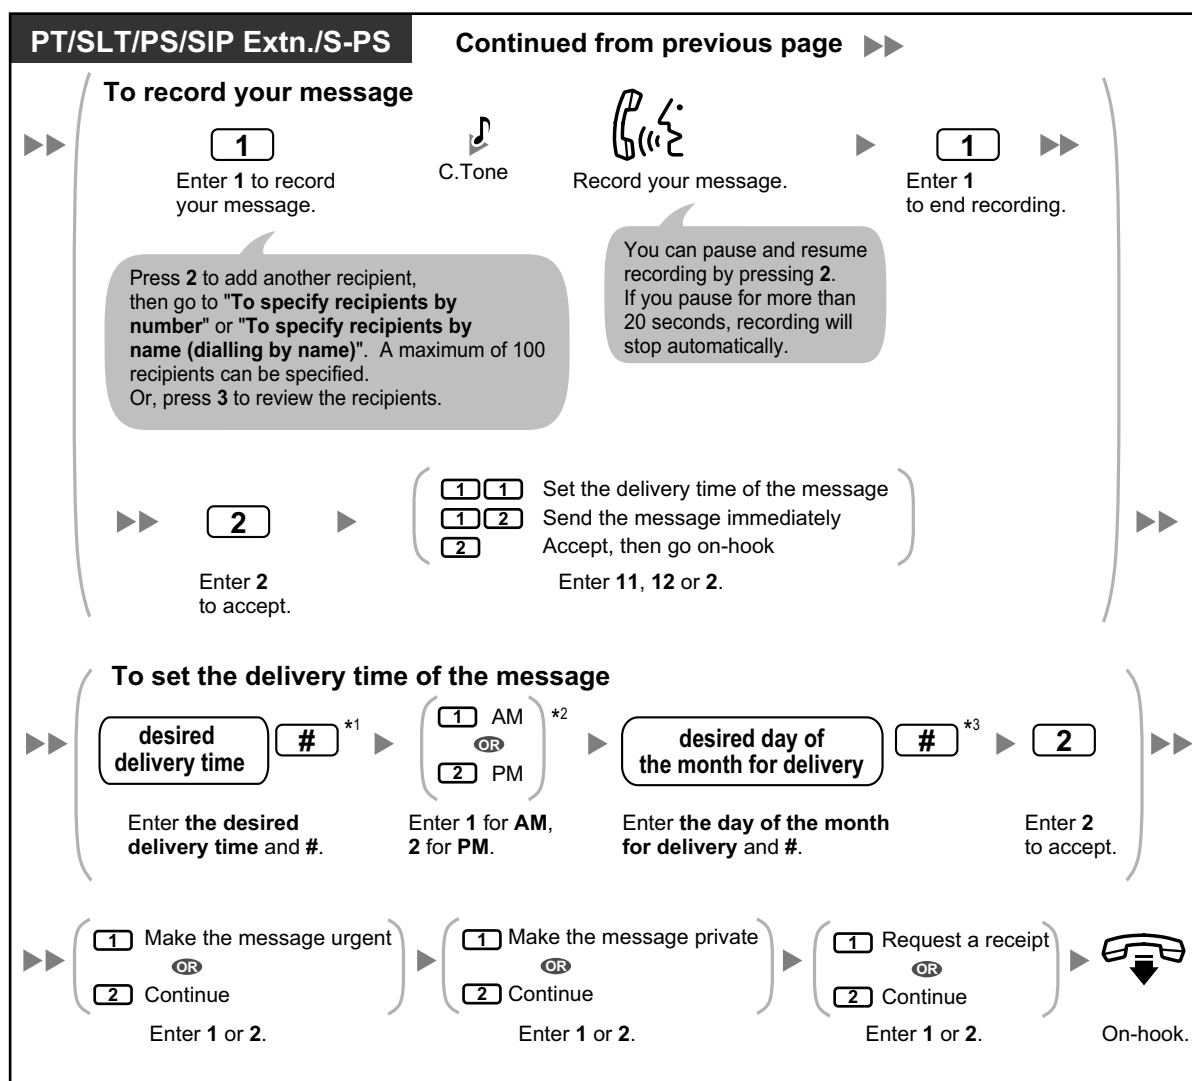 PT/SLT/PS/SIP Extn./S-PS
Continued from previous page
To record your message
1
C.Tone
1
Enter 1 to record
your message.
Record your message.
Enter 1
to end recording.
Press 2 to add another recipient,
then go to "To specify recipients by
number" or "To specify recipients by
name (dialling by name)". A maximum of 100
recipients can be specified.
Or, press 3 to review the recipients.
You can pause and resume
recording by pressing 2.
If you pause for more than
20 seconds, recording will
stop automatically.
2
Enter 2
to accept.
1 1 Set the delivery time of the message
1 2 Send the message immediately
2 Accept, then go on-hook
Enter 11, 12 or 2.
To set the delivery time of the message
desired
delivery time
# *1
Enter the desired
delivery time and #.
1 AM *2
OR
2 PM
Enter 1 for AM,
2 for PM.
desired day of
the month for delivery
# *3
Enter the day of the month
for delivery and #.
2
Enter 2
to accept.
1 Make the message urgent
OR
2 Continue
Enter 1 or 2.
1 Make the message private
OR
2 Continue
Enter 1 or 2.
1 Request a receipt
OR
2 Continue
Enter 1 or 2.
On-hook.